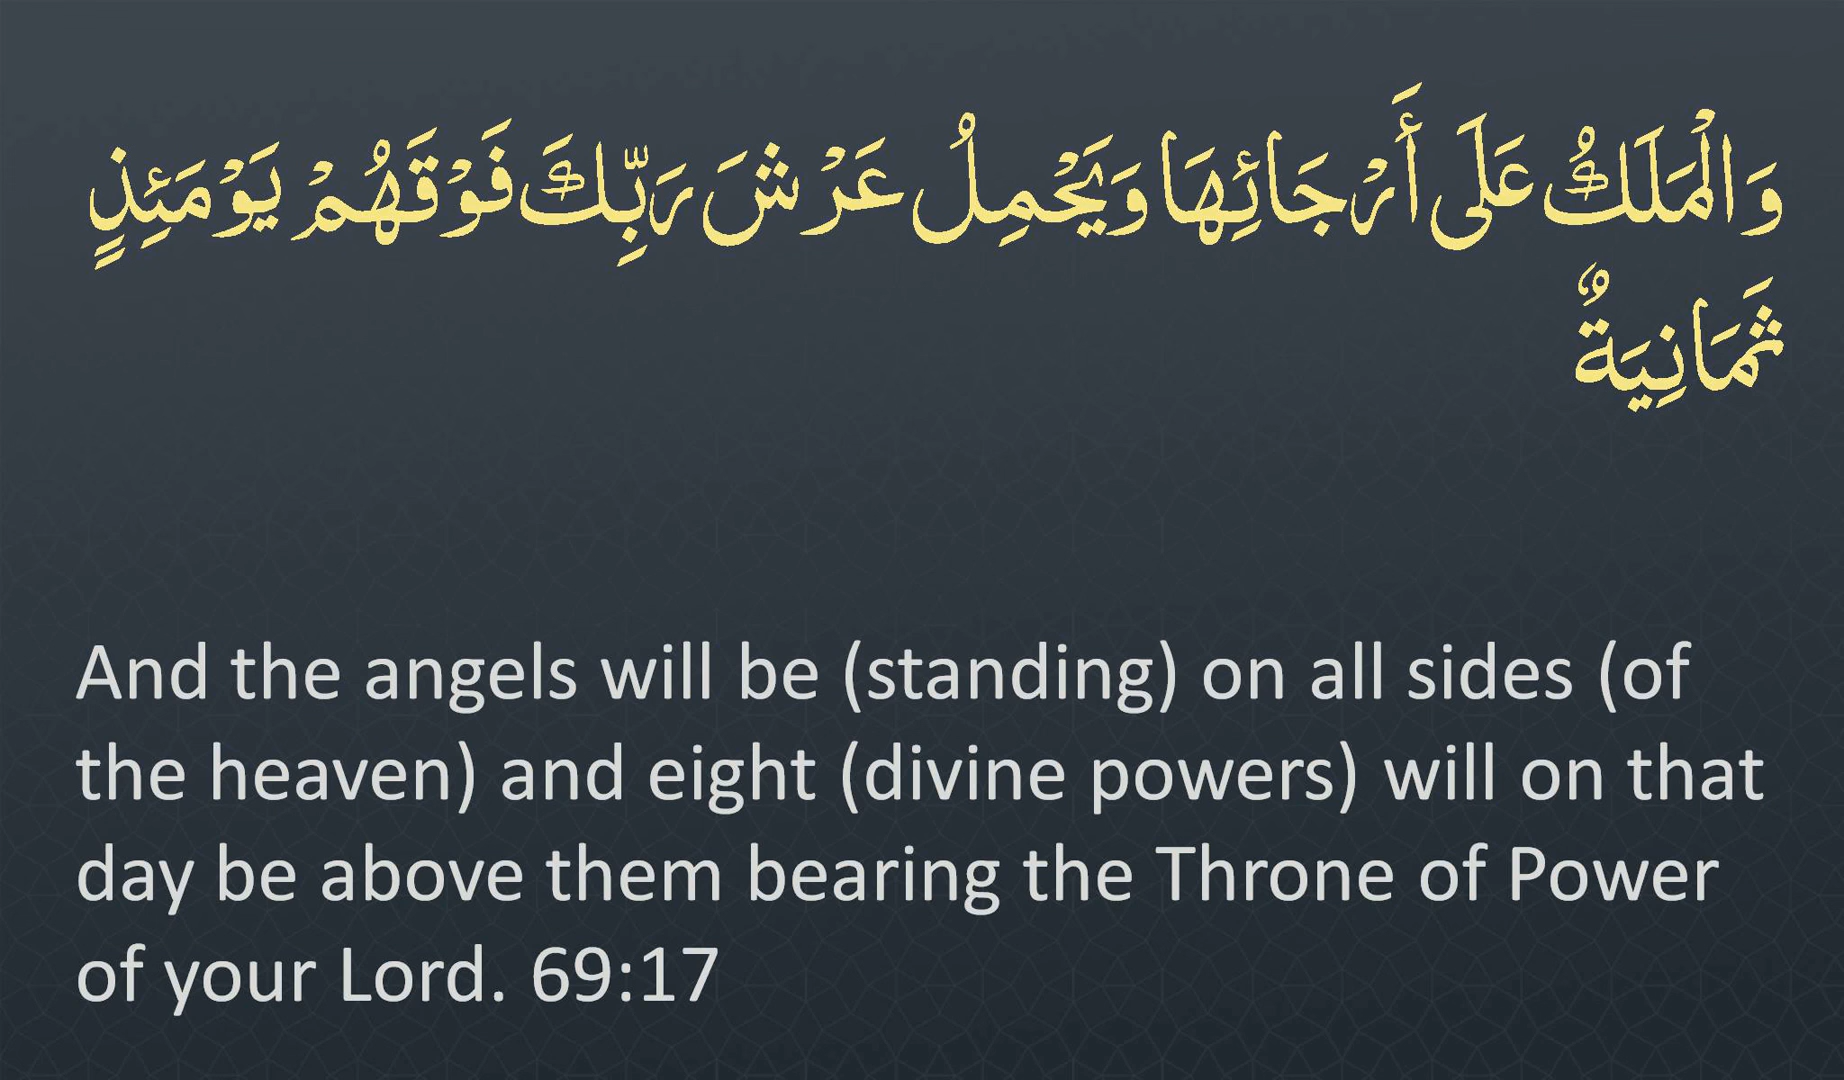 وَالْمَلَكُ عَلَى أَرْجَائِهَا وَيَحْمِلُ عَرْشَ رَبِّكَ فَوْقَهُمْ يَوْمَئِذٍ
ثَمَانِيَةٌ
And the angels will be (standing) on all sides (of
the heaven) and eight (divine powers) will on that
day be above them bearing the Throne of Power
of your Lord. 69:17